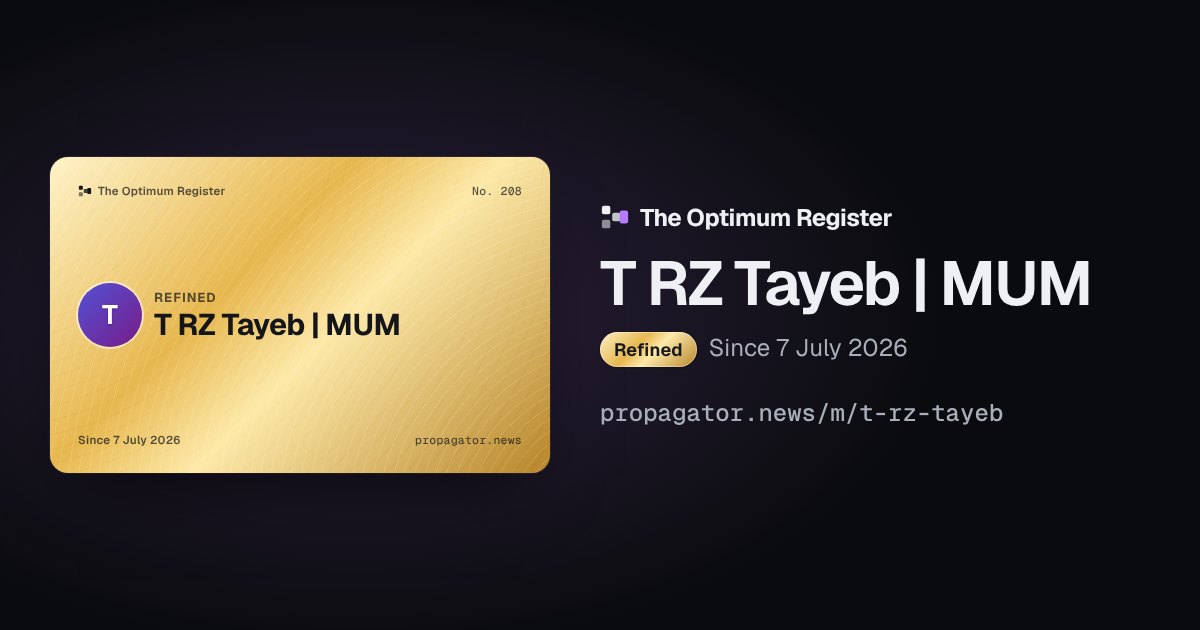 The Optimum Register
No. 208
T
REFINED
T RZ Tayeb | MUM
Since 7 July 2026
propagator.news
The Optimum Register
T RZ Tayeb | MUM
Refined
Since 7 July 2026
propagator.news/m/t-rz-tayeb